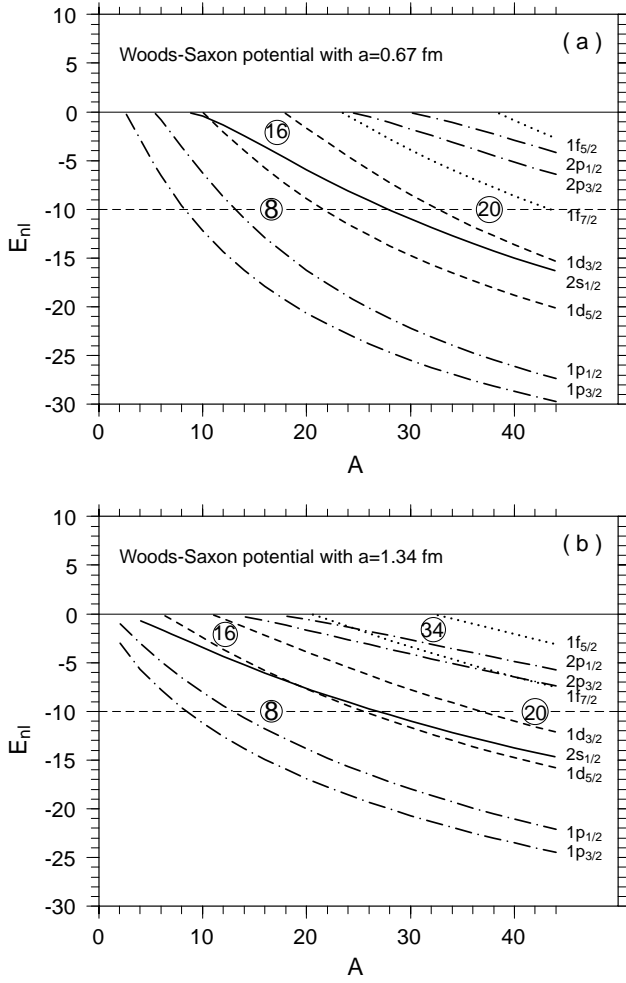 ( a )
Woods-Saxon potential with a=0.67 fm
10
5
0
-5
-10
-15
-20
-25
-30
E_nl
16
8
20
1f5/2
2p1/2
2p3/2
1f7/2
1d3/2
2s1/2
1d5/2
1p1/2
1p3/2
0 10 20 30 40
A
( b )
Woods-Saxon potential with a=1.34 fm
10
5
0
-5
-10
-15
-20
-25
-30
E_nl
16
34
8
20
1f5/2
2p1/2
2p3/2
1f7/2
1d3/2
2s1/2
1d5/2
1p1/2
1p3/2
0 10 20 30 40
A